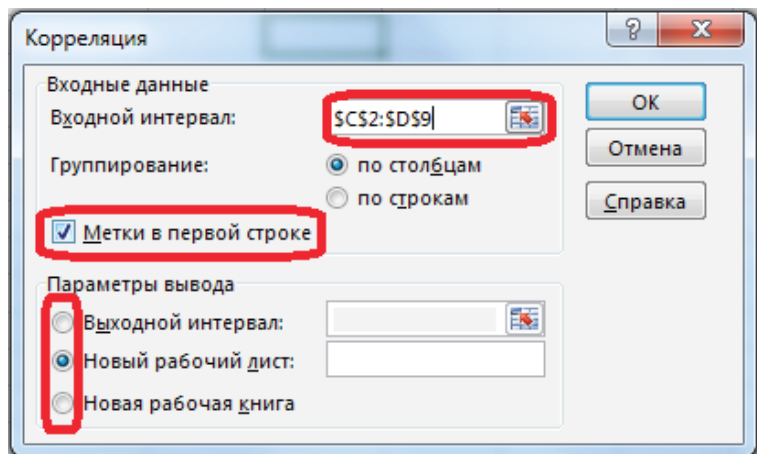 Корреляция
Входные данные
Входной интервал: $C$2:$D$9
Группирование: по столбцам
по строкам
Метки в первой строке
Параметры вывода
Выходной интервал:
Новый рабочий лист:
Новая рабочая книга
ОК
Отмена
Справка
?